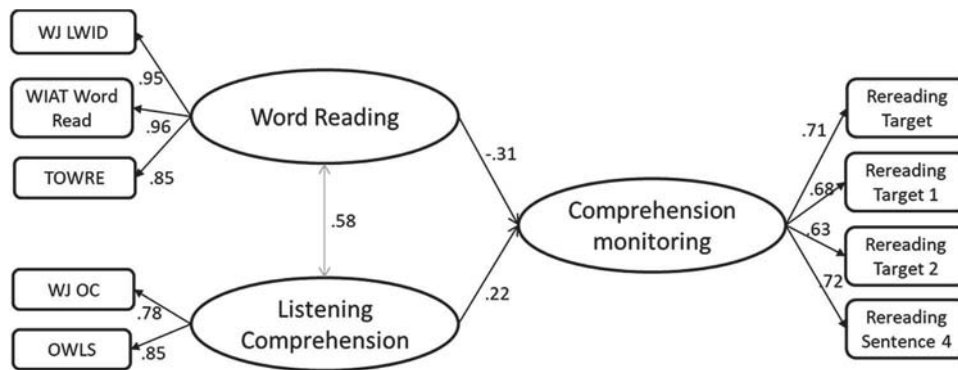 WJ LWID
.95
WIAT Word
Read
.96
TOWRE
.85
Word Reading
-.31
.58
WJ OC
.78
OWLS
.85
Listening
Comprehension
.22
Comprehension
monitoring
.71
Rereading
Target
.68
Rereading
Target 1
.63
Rereading
Target 2
.72
Rereading
Sentence 4